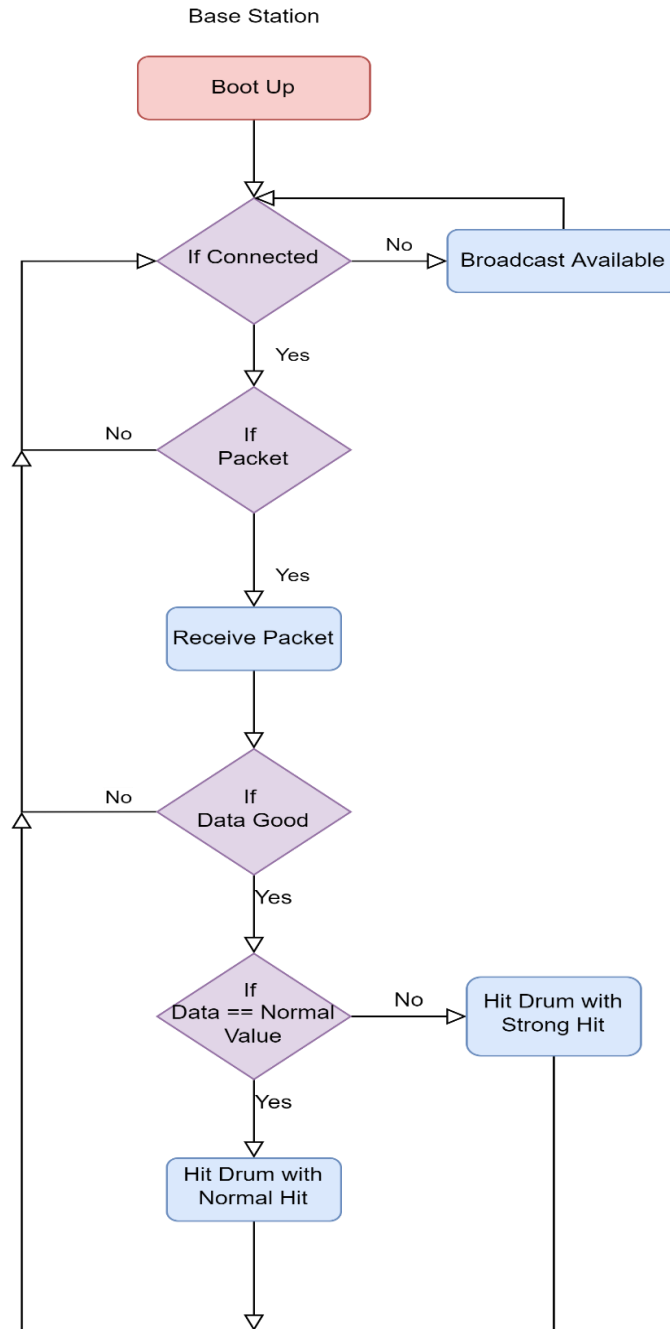 Base Station
Boot Up
If Connected
No
Broadcast Available
Yes
No
If
Packet
Yes
Receive Packet
No
If
Data Good
Yes
If
Data == Normal
Value
No
Hit Drum with
Strong Hit
Yes
Hit Drum with
Normal Hit